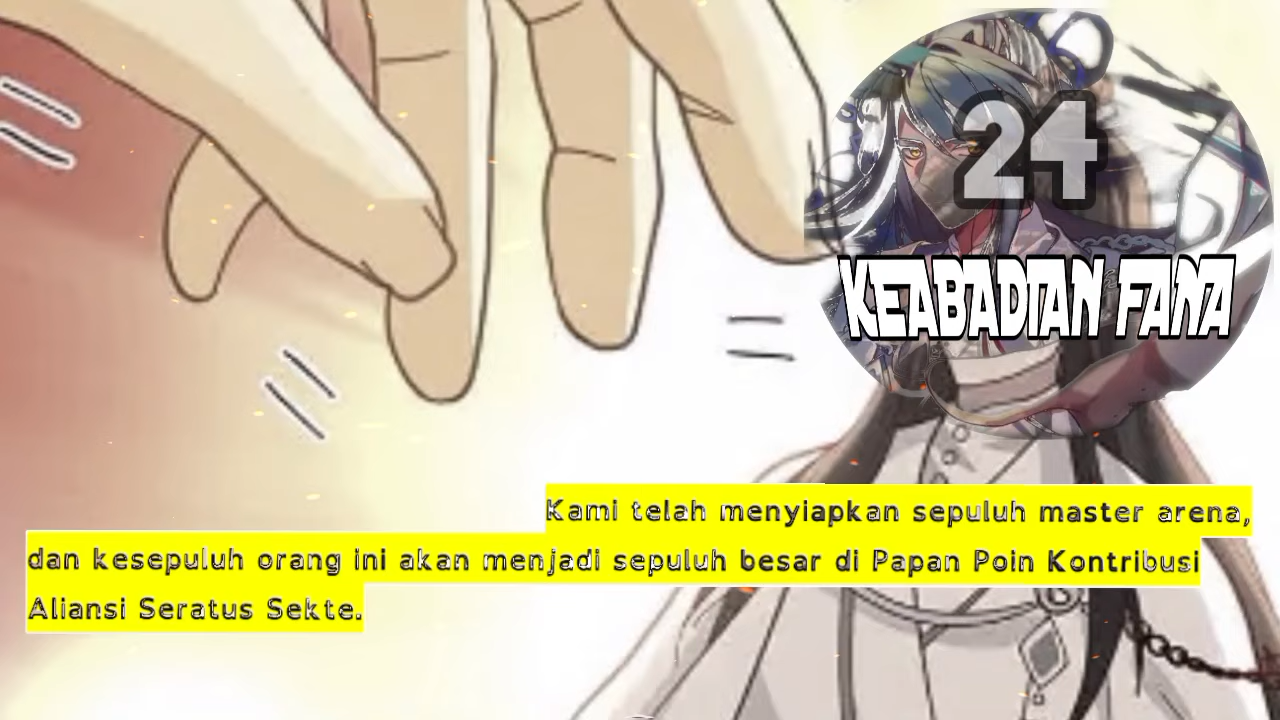 24
KEABADIAN FANA
Kami telah menyiapkan sepuluh master arena,
dan kesepuluh orang ini akan menjadi sepuluh besar di Papan Poin Kontribusi
Aliansi Seratus Sekte.